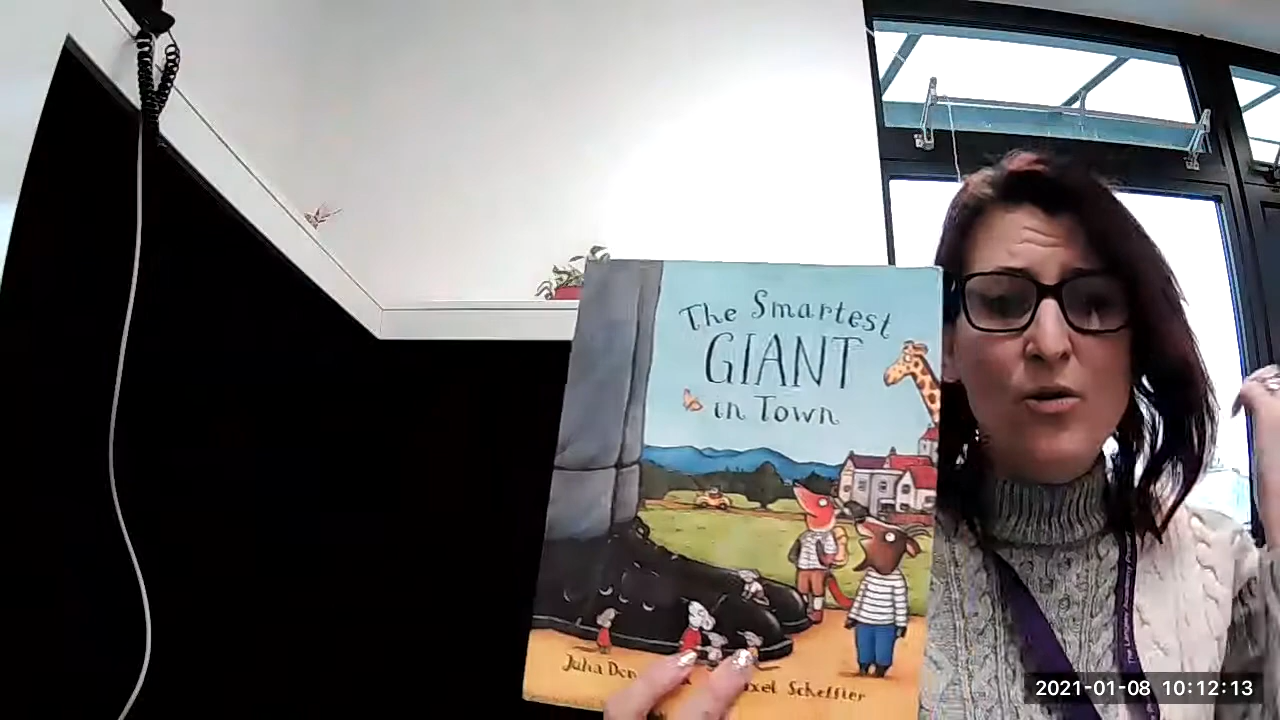 The Smartest
GIANT
in Town
Julia Don
xel Scheffler
2021-01-08 10:12:13